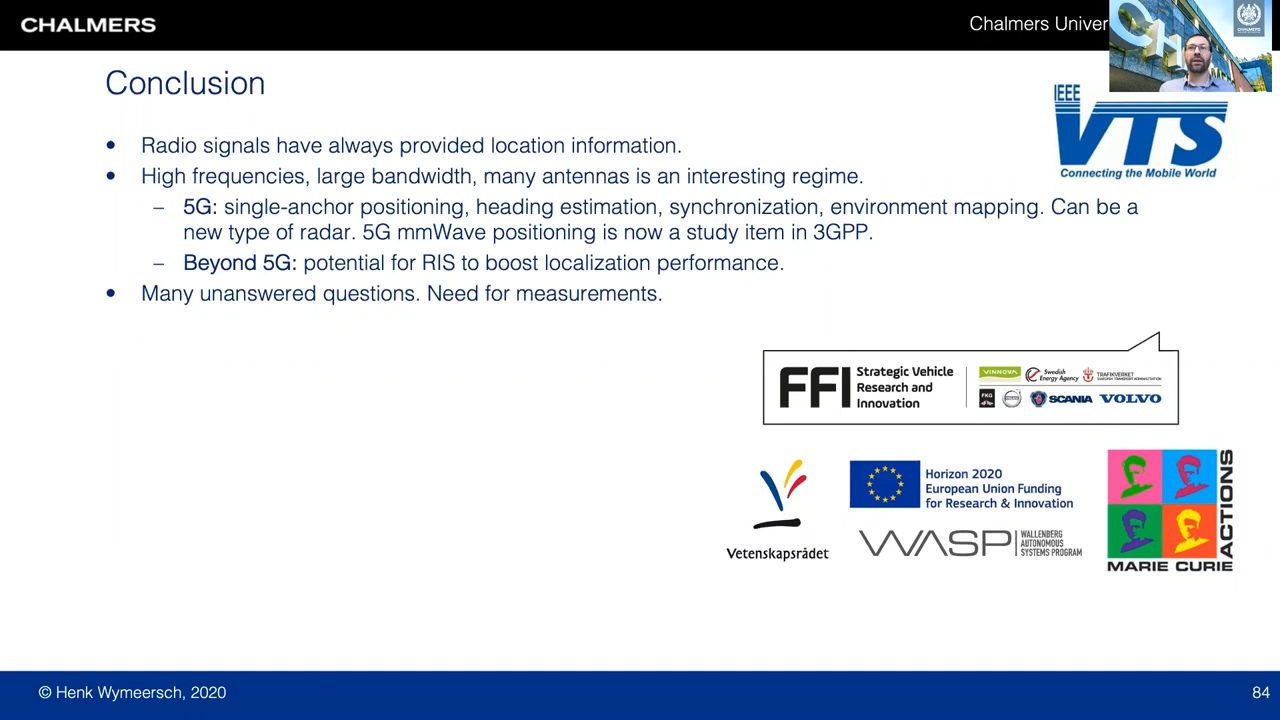 CHALMERS
Chalmers Univer
CH
CHALMERS
Conclusion
IEEE
VTS
Connecting the Mobile World
• Radio signals have always provided location information.
• High frequencies, large bandwidth, many antennas is an interesting regime.
– 5G: single-anchor positioning, heading estimation, synchronization, environment mapping. Can be a
new type of radar. 5G mmWave positioning is now a study item in 3GPP.
– Beyond 5G: potential for RIS to boost localization performance.
• Many unanswered questions. Need for measurements.
FFI
Strategic Vehicle
Research and
Innovation
VINNOVA
Swedish
Energy Agency
TRAFIKVERKET
SWEDISH TRANSPORT ADMINISTRATION
FKG
SCANIA
VOLVO
Vetenskapsrådet
Horizon 2020
European Union Funding
for Research & Innovation
WASP
WALLENBERG
AUTONOMOUS
SYSTEMS PROGRAM
MARIE CURIE
ACTIONS
© Henk Wymeersch, 2020
84